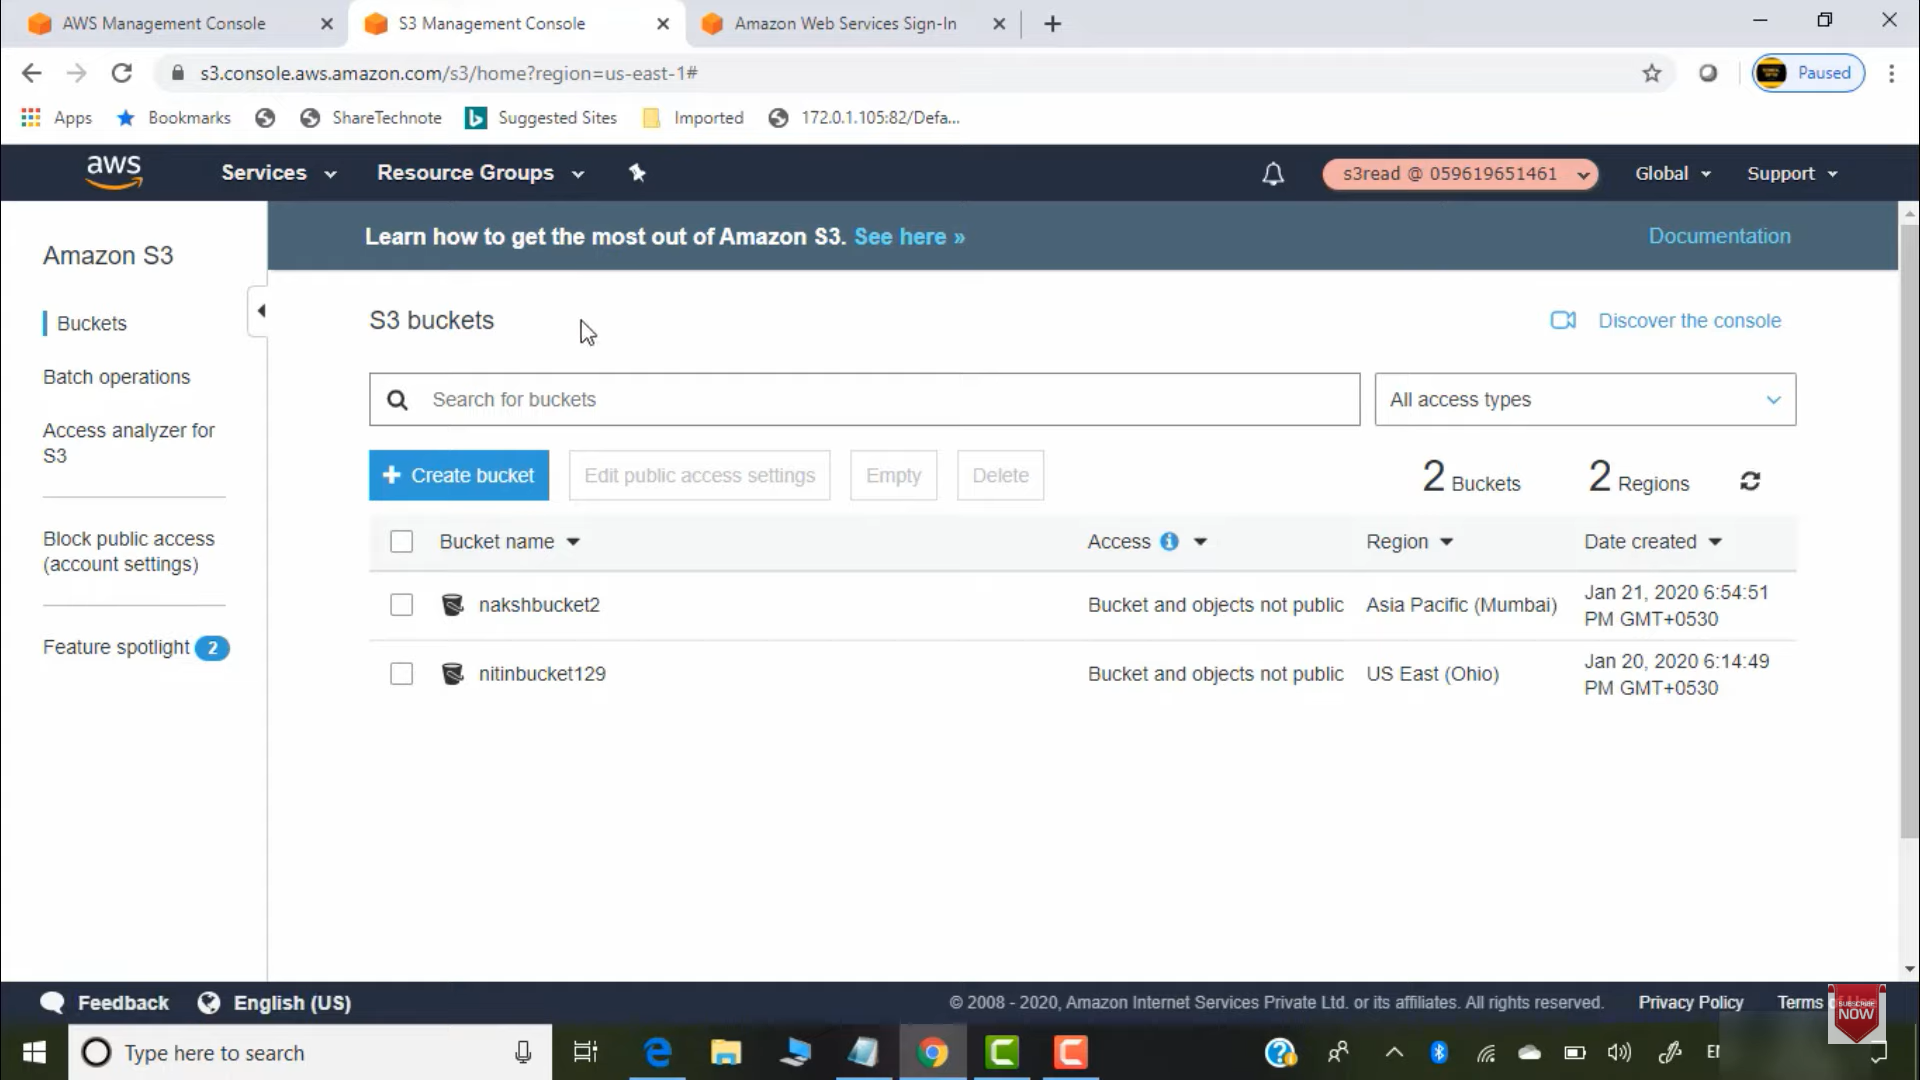 AWS Management Console
S3 Management Console
Amazon Web Services Sign-In
s3.console.aws.amazon.com/s3/home?region=us-east-1#
Paused
Apps
Bookmarks
ShareTechnote
Suggested Sites
Imported
172.0.1.105:82/Defa...
aws
Services
Resource Groups
s3read @ 059619651461
Global
Support
Amazon S3
Learn how to get the most out of Amazon S3. See here »
Documentation
Buckets
Batch operations
Access analyzer for
S3
Block public access
(account settings)
Feature spotlight 2
S3 buckets
Discover the console
Search for buckets
All access types
+ Create bucket
Edit public access settings
Empty
Delete
2 Buckets
2 Regions
Bucket name
Access
Region
Date created
nakshbucket2
Bucket and objects not public
Asia Pacific (Mumbai)
Jan 21, 2020 6:54:51
PM GMT+0530
nitinbucket129
Bucket and objects not public
US East (Ohio)
Jan 20, 2020 6:14:49
PM GMT+0530
Feedback
English (US)
© 2008 - 2020, Amazon Internet Services Private Ltd. or its affiliates. All rights reserved.
Privacy Policy
Terms
SUBSCRIBE
NOW
Type here to search